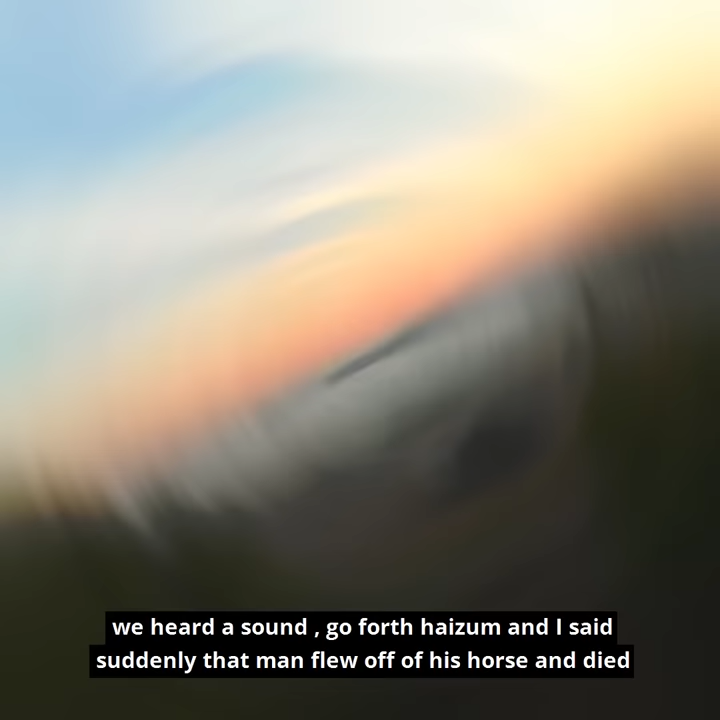 we heard a sound , go forth haizum and I said
suddenly that man flew off of his horse and died